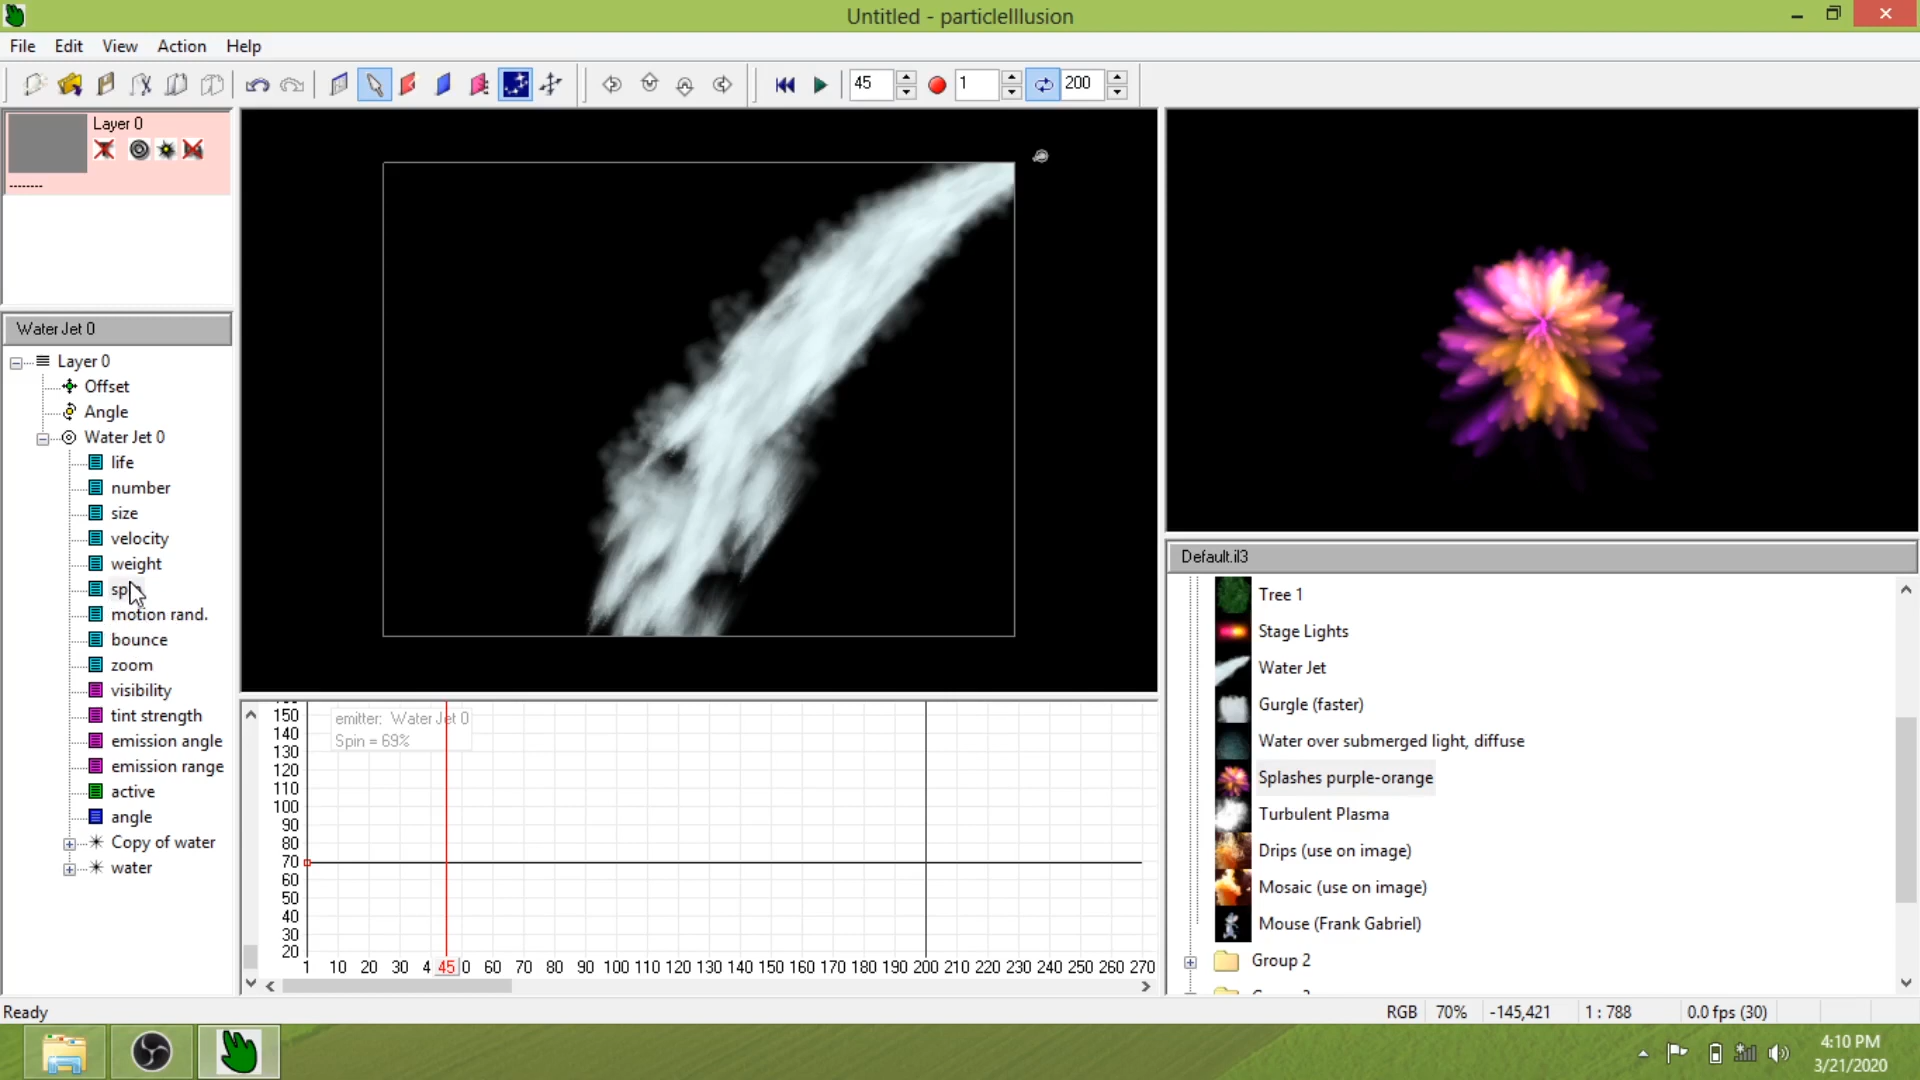 Untitled - particleIllusion
File Edit View Action Help
45 1 200
Layer 0
--------
Water Jet 0
Layer 0
Offset
Angle
Water Jet 0
life
number
size
velocity
weight
motion rand.
bounce
zoom
visibility
tint strength
emission angle
emission range
active
angle
Copy of water
water
emitter: Water Jet 0
Spin = 69%
150
140
130
120
110
100
90
80
70
60
50
40
30
20
1 10 20 30 4 45 0 60 70 80 90 100 110 120 130 140 150 160 170 180 190 200 210 220 230 240 250 260 270
Default.il3
Tree 1
Stage Lights
Water Jet
Gurgle (faster)
Water over submerged light, diffuse
Splashes purple-orange
Turbulent Plasma
Drips (use on image)
Mosaic (use on image)
Mouse (Frank Gabriel)
Group 2
Ready RGB 70% -145,421 1 : 788 0.0 fps (30)
4:10 PM
3/21/2020